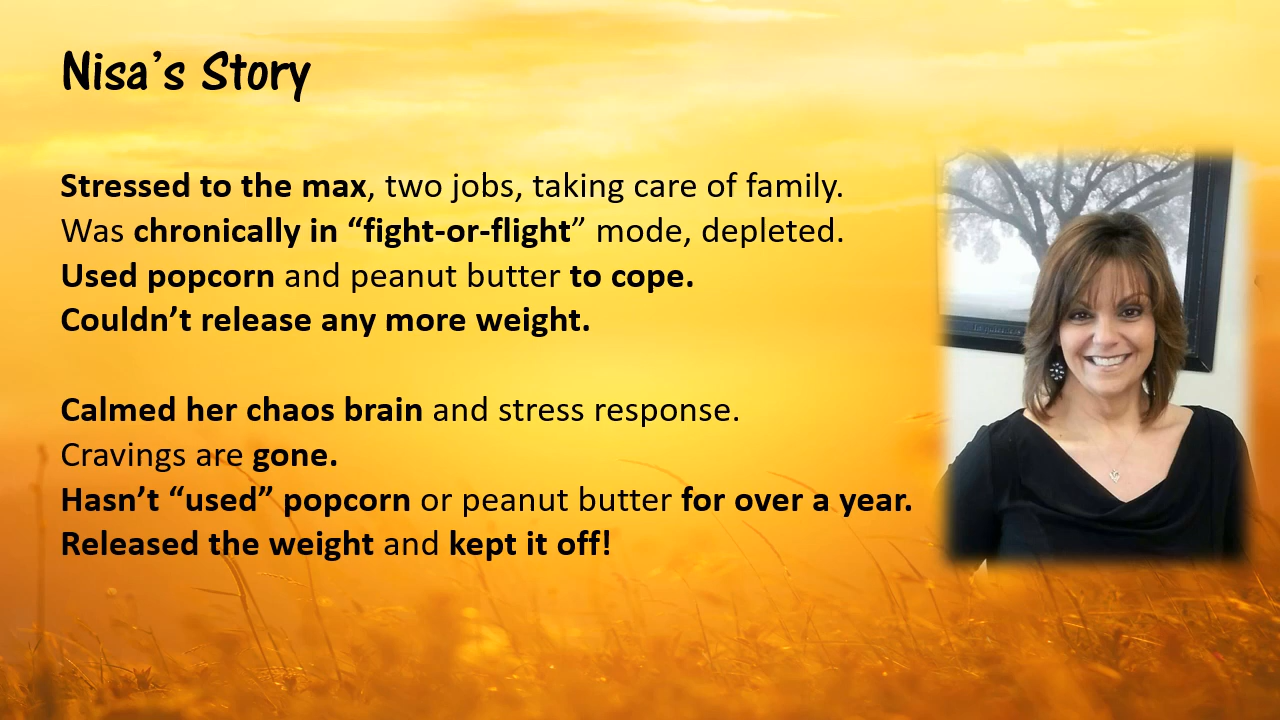 Nisa’s Story
Stressed to the max, two jobs, taking care of family.
Was chronically in “fight-or-flight” mode, depleted.
Used popcorn and peanut butter to cope.
Couldn’t release any more weight.
Calmed her chaos brain and stress response.
Cravings are gone.
Hasn’t “used” popcorn or peanut butter for over a year.
Released the weight and kept it off!